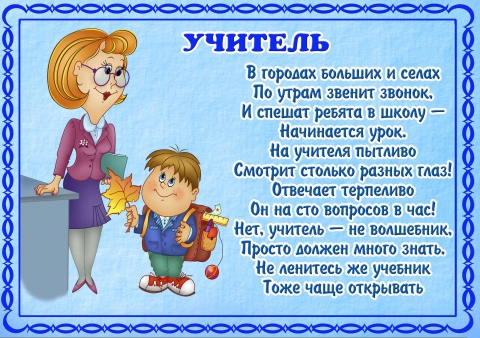 УЧИТЕЛЬ
В городах больших и селах
По утрам звенит звонок.
И спешат ребята в школу —
Начинается урок.
На учителя пытливо
Смотрит столько разных глаз!
Отвечает терпеливо
Он на сто вопросов в час!
Нет, учитель — не волшебник,
Просто должен много знать.
Не ленитесь же учебник
Тоже чаще открывать